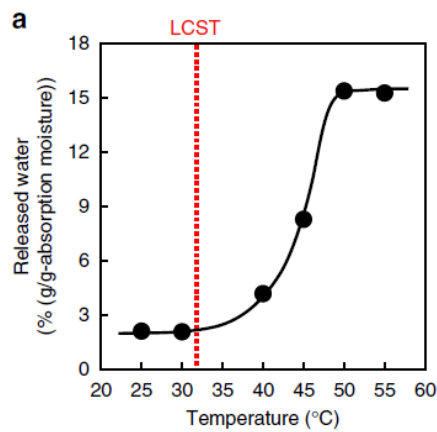 a
LCST
18
15
12
9
6
3
0
Released water
(% (g/g-absorption moisture))
20 25 30 35 40 45 50 55 60
Temperature (°C)